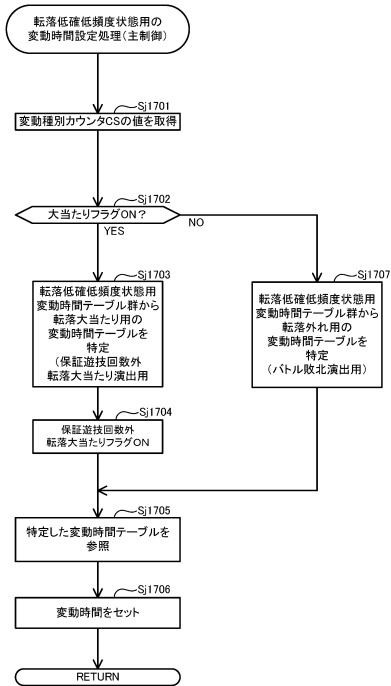 転落低確低頻度状態用の
変動時間設定処理(主制御)
Sj1701
変動種別カウンタCSの値を取得
Sj1702
大当たりフラグON?
YES
NO
Sj1703
転落低確低頻度状態用
変動時間テーブル群から
転落大当たり用の
変動時間テーブルを
特定
(保証遊技回数外
転落大当たり演出用)
Sj1707
転落低確低頻度状態用
変動時間テーブル群から
転落外れ用の
変動時間テーブルを
特定
(バトル敗北演出用)
Sj1704
保証遊技回数外
転落大当たりフラグON
Sj1705
特定した変動時間テーブルを
参照
Sj1706
変動時間をセット
RETURN